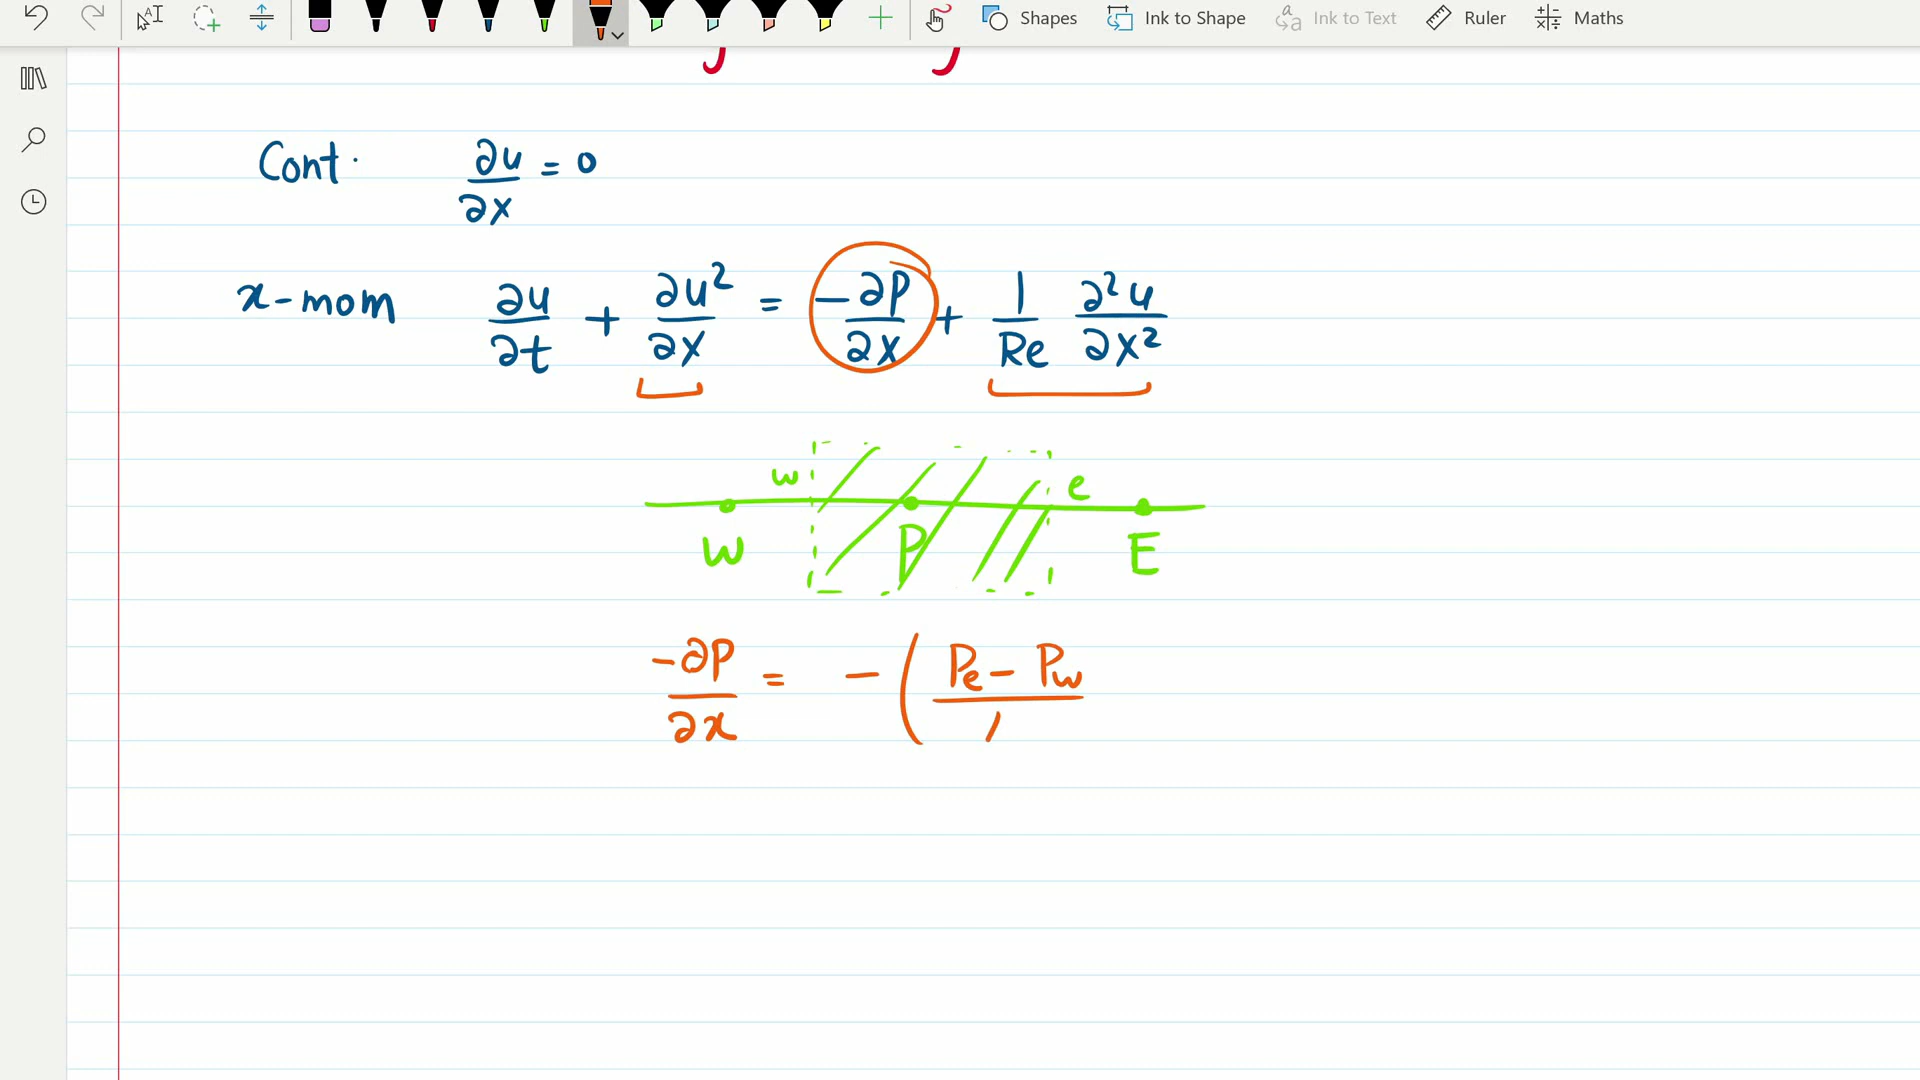 Shapes Ink to Shape Ink to Text Ruler Maths
Cont. ∂u/∂x = 0
x-mom ∂u/∂t + ∂u²/∂x = -∂P/∂x + 1/Re ∂²u/∂x²
w e
W P E
-∂P/∂x = - ( Pe - Pw /